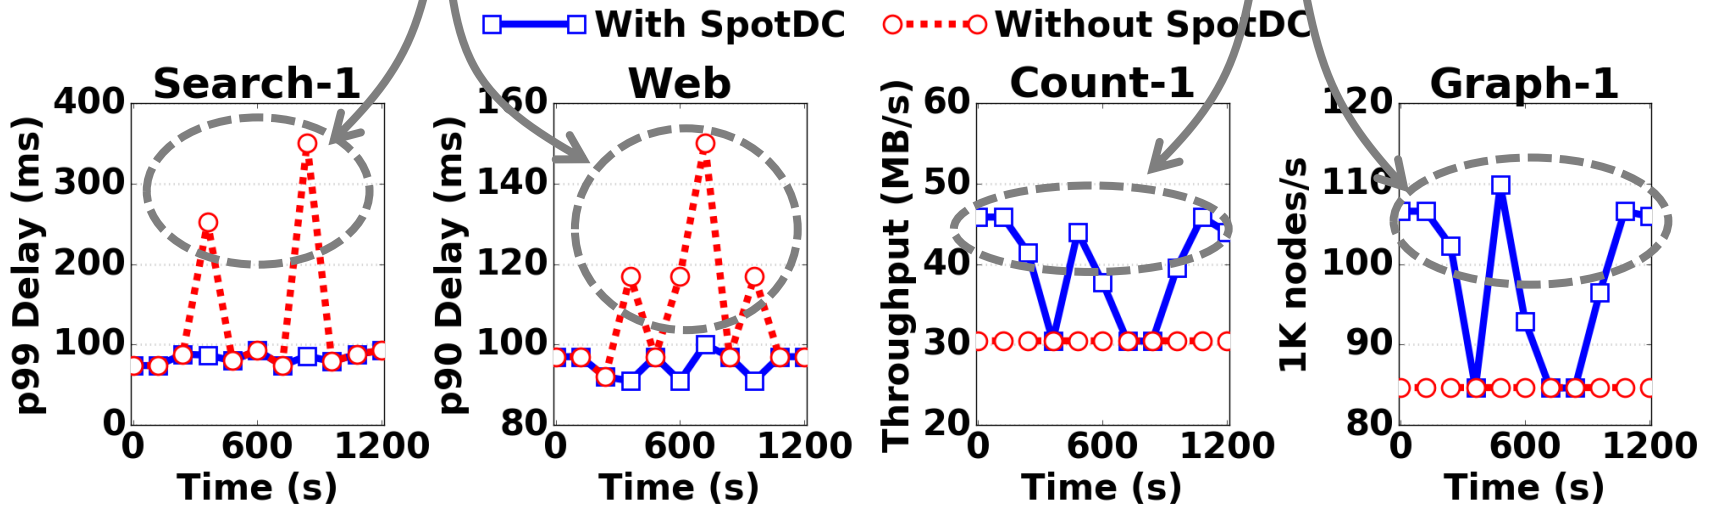 With SpotDC Without SpotDC
Search-1 Web Count-1 Graph-1
p99 Delay (ms)
400
300
200
100
0
0 600 1200
Time (s)
p90 Delay (ms)
160
140
120
100
80
0 600 1200
Time (s)
Throughput (MB/s)
60
50
40
30
20
0 600 1200
Time (s)
1K nodes/s
120
110
100
90
80
0 600 1200
Time (s)